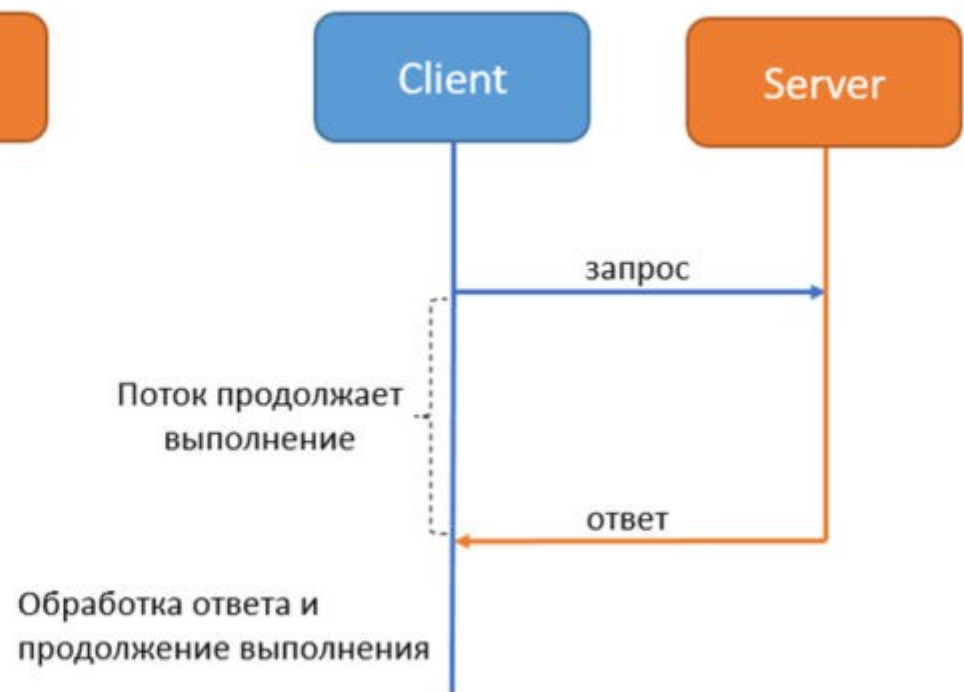 Client
Server
запрос
Поток продолжает
выполнение
ответ
Обработка ответа и
продолжение выполнения